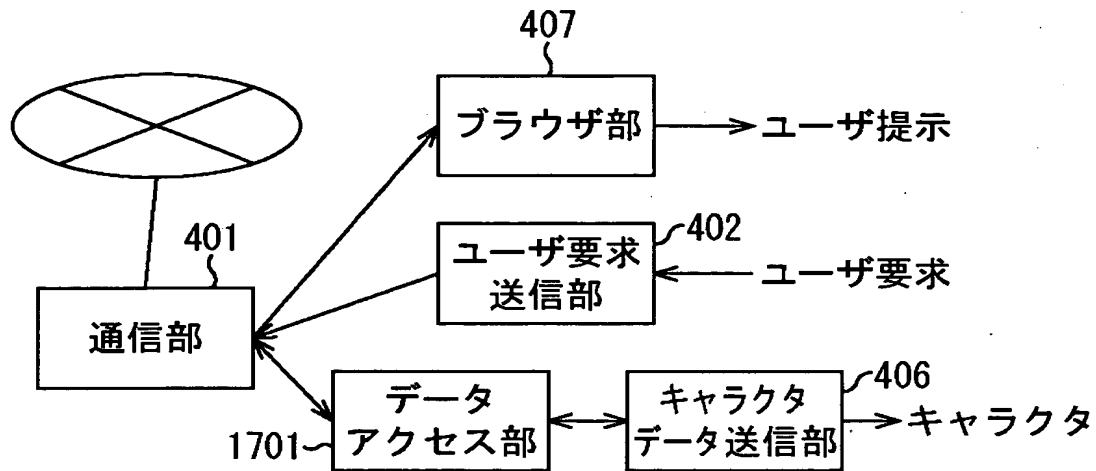 407
ブラウザ部
ユーザ提示
401
402
ユーザ要求
送信部
ユーザ要求
通信部
406
データ
アクセス部
1701
キャラクタ
データ送信部
キャラクタ